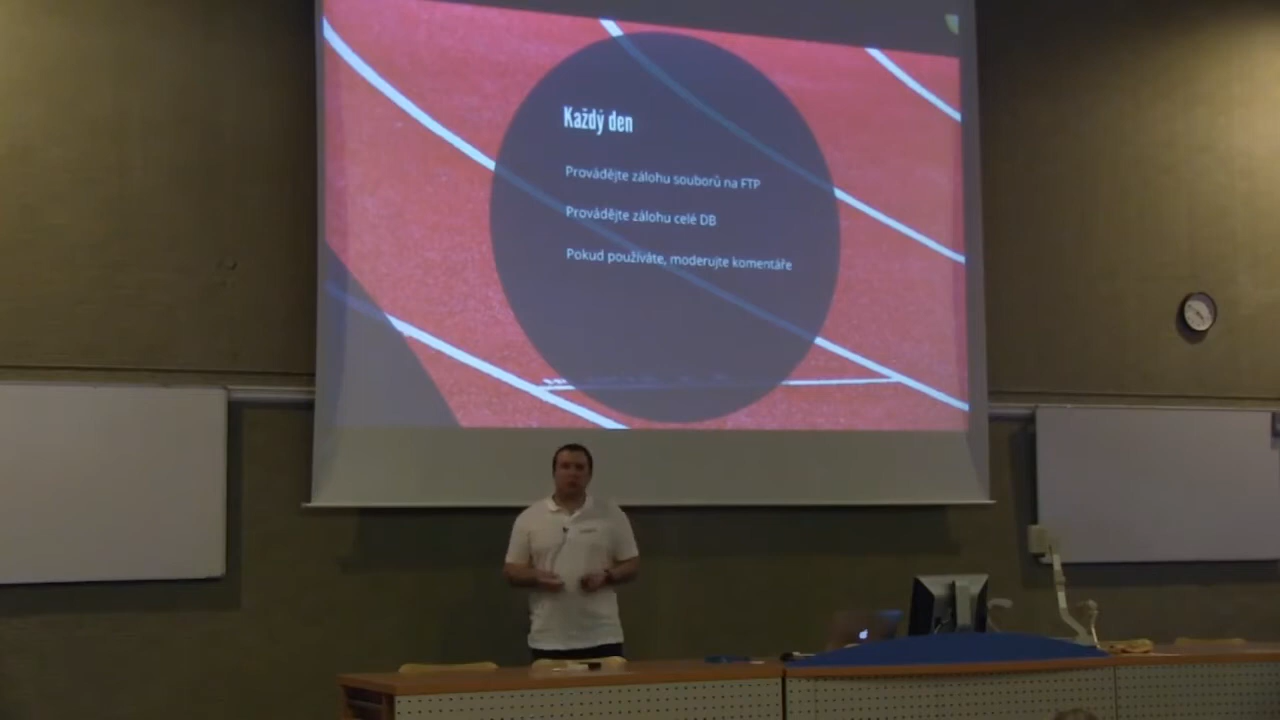 Každý den
Provádějte zálohu souborů na FTP
Provádějte zálohu celé DB
Pokud používáte, moderujte komentáře